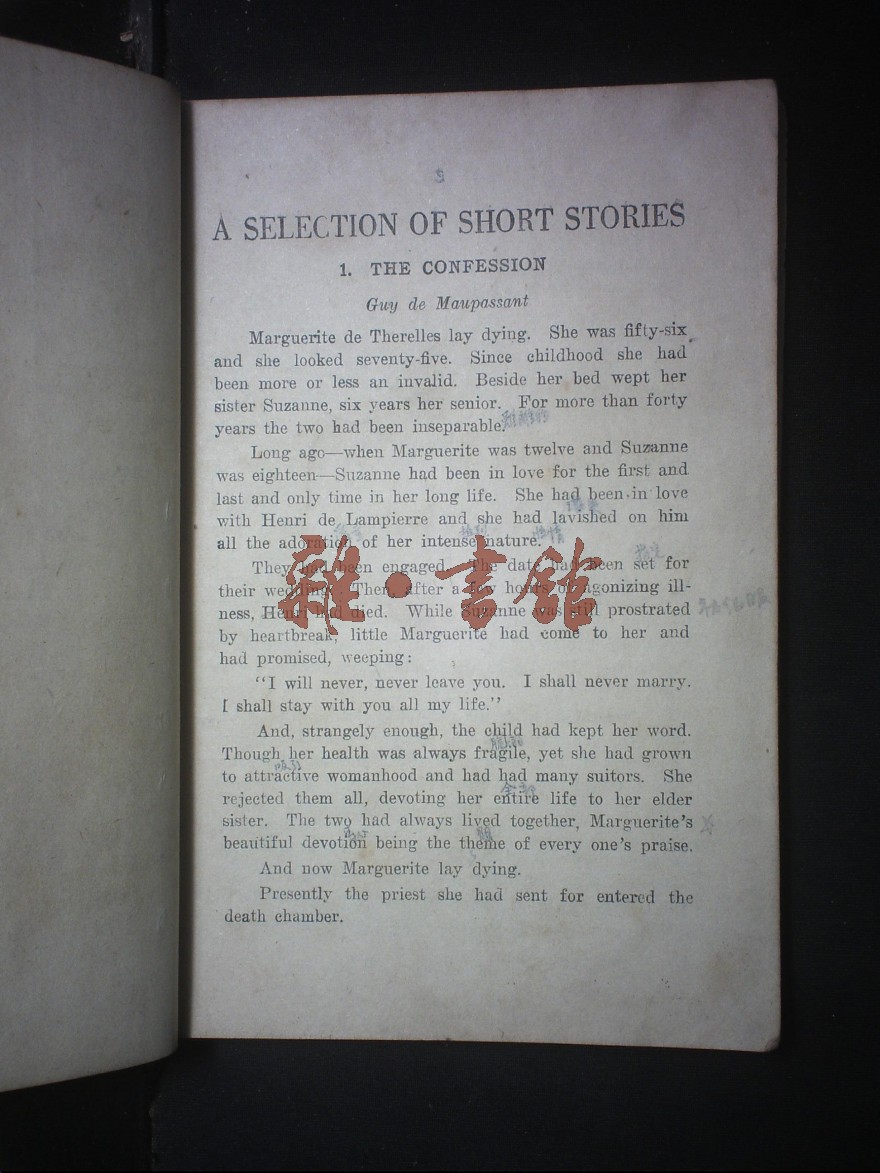 A SELECTION OF SHORT STORIES
1. THE CONFESSION
Guy de Maupassant
Marguerite de Therelles lay dying. She was fifty-six,
and she looked seventy-five. Since childhood she had
been more or less an invalid. Beside her bed wept her
sister Suzanne, six years her senior. For more than forty
years the two had been inseparable.
Long ago—when Marguerite was twelve and Suzanne
was eighteen—Suzanne had been in love for the first and
last and only time in her long life. She had been in love
with Henri de Lampierre and she had lavished on him
all the adoration of her intense nature.
They had been engaged. The date had been set for
their wedding. Then after a few hours of agonizing ill-
ness, Henri had died. While Suzanne was still prostrated
by heartbreak, little Marguerite had come to her and
had promised, weeping:
"I will never, never leave you. I shall never marry.
I shall stay with you all my life."
And, strangely enough, the child had kept her word.
Though her health was always fragile, yet she had grown
to attractive womanhood and had had many suitors. She
rejected them all, devoting her entire life to her elder
sister. The two had always lived together, Marguerite's
beautiful devotion being the theme of every one's praise.
And now Marguerite lay dying.
Presently the priest she had sent for entered the
death chamber.
雜·書館
全部